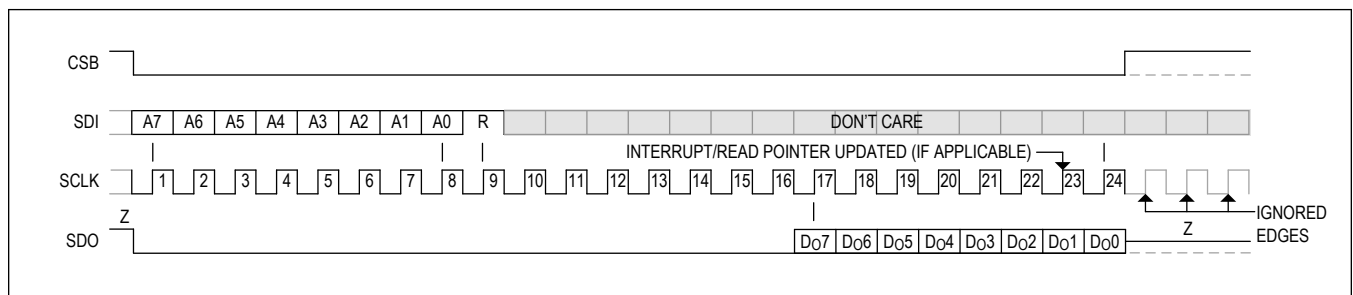 CSB
SDI A7 A6 A5 A4 A3 A2 A1 A0 R DON'T CARE
INTERRUPT/READ POINTER UPDATED (IF APPLICABLE)
SCLK 1 2 3 4 5 6 7 8 9 10 11 12 13 14 15 16 17 18 19 20 21 22 23 24
Z Z IGNORED
SDO DO7 DO6 DO5 DO4 DO3 DO2 DO1 DO0 EDGES